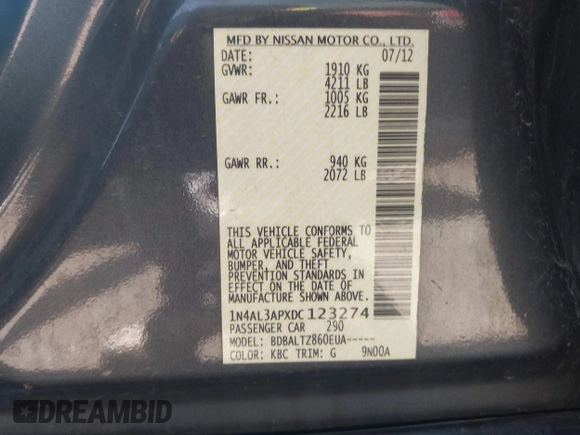 MFD BY NISSAN MOTOR CO., LTD.
DATE: 07/12
GVWR: 1910 KG
4211 LB
GAWR FR.: 1005 KG
2216 LB
GAWR RR.: 940 KG
2072 LB
THIS VEHICLE CONFORMS TO
ALL APPLICABLE FEDERAL
MOTOR VEHICLE SAFETY,
BUMPER, AND THEFT
PREVENTION STANDARDS IN
EFFECT ON THE DATE OF
MANUFACTURE SHOWN ABOVE.
1N4AL3APXDC123274
PASSENGER CAR 290
MODEL: BDBALTZ860EUA-----
COLOR: KBC TRIM: G 9N00A
DREAMBID